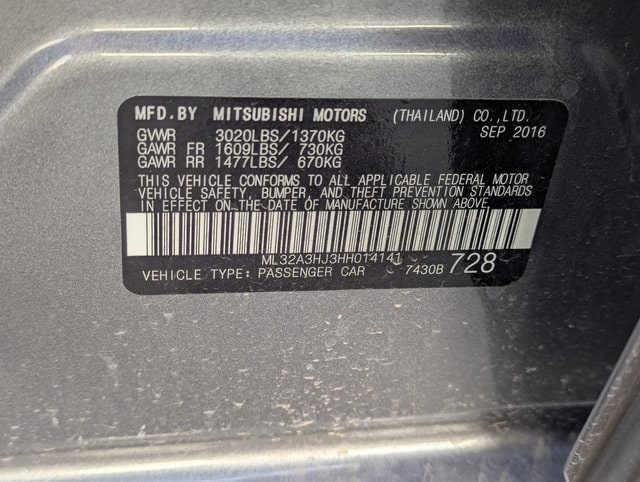 MFD.BY MITSUBISHI MOTORS (THAILAND) CO.,LTD.
SEP 2016
GVWR 3020LBS/1370KG
GAWR FR 1609LBS/ 730KG
GAWR RR 1477LBS/ 670KG
THIS VEHICLE CONFORMS TO ALL APPLICABLE FEDERAL MOTOR
VEHICLE SAFETY, BUMPER, AND THEFT PREVENTION STANDARDS
IN EFFECT ON THE DATE OF MANUFACTURE SHOWN ABOVE.
ML32A3HJ3HH014141
VEHICLE TYPE: PASSENGER CAR 7430B 728